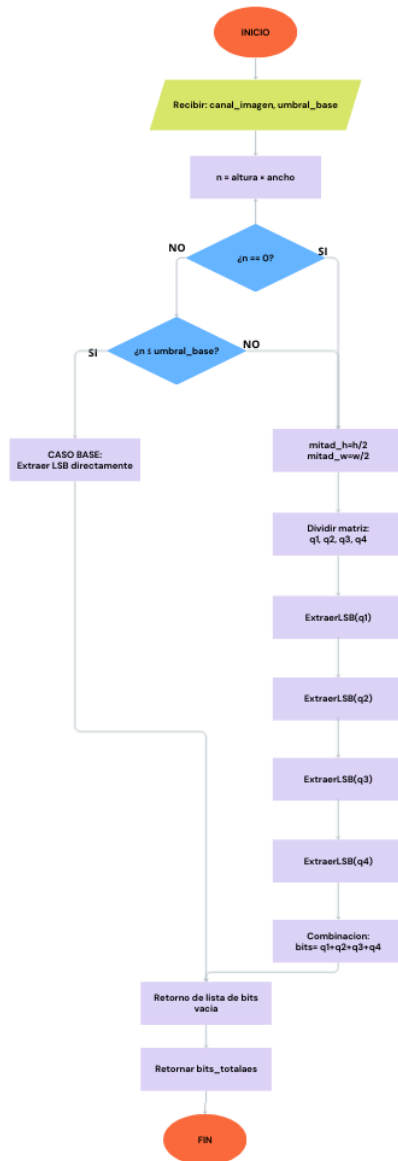 INICIO
Recibir: canal_imagen, umbral_base
n = altura * ancho
¿n == 0?
NO
SI
¿n ≤ umbral_base?
SI
NO
CASO BASE:
Extraer LSB directamente
mitad_h=h/2
mitad_w=w/2
Dividir matriz:
q1, q2, q3, q4
ExtraerLSB(q1)
ExtraerLSB(q2)
ExtraerLSB(q3)
ExtraerLSB(q4)
Combinacion:
bits= q1+q2+q3+q4
Retorno de lista de bits
vacia
Retornar bits_totalaes
FIN